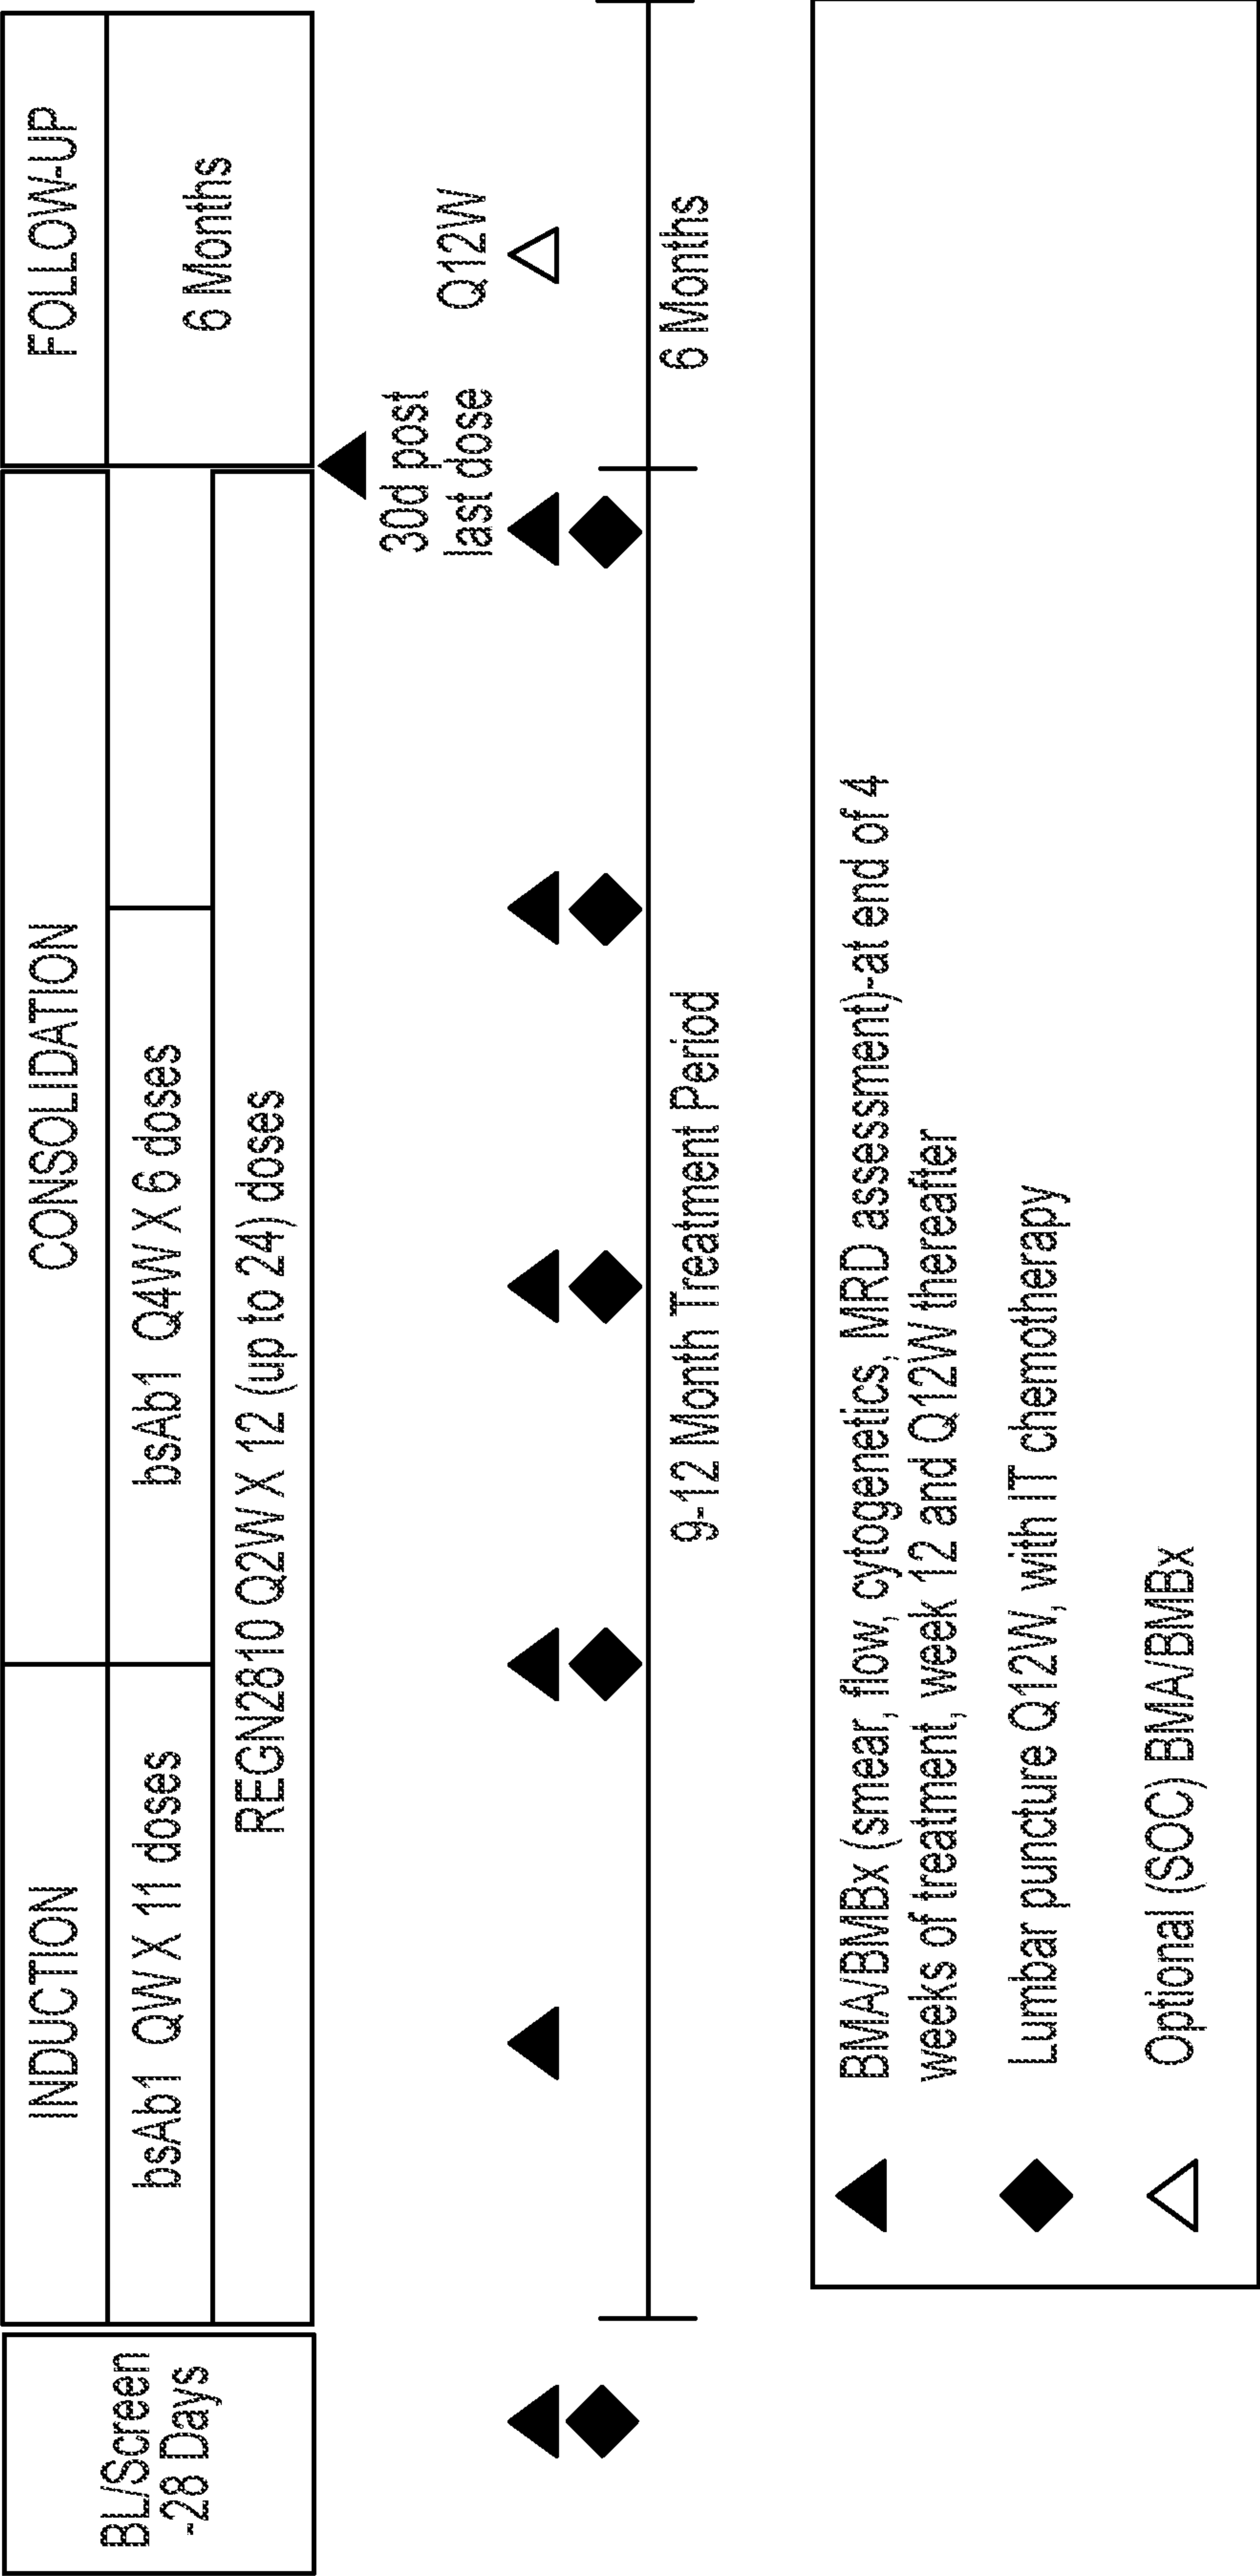 BL/Screen
-28 Days
INDUCTION
CONSOLIDATION
FOLLOW-UP
bsAb1 QW X 11 doses
bsAb1 Q4W X 6 doses
6 Months
REGN2810 Q2W X 12 (up to 24) doses
30d post
last dose
Q12W
9-12 Month Treatment Period
6 Months
BMA/BMBx (smear, flow, cytogenetics, MRD assessment)-at end of 4
weeks of treatment, week 12 and Q12W thereafter
Lumbar puncture Q12W, with IT chemotherapy
Optional (SOC) BMA/BMBx